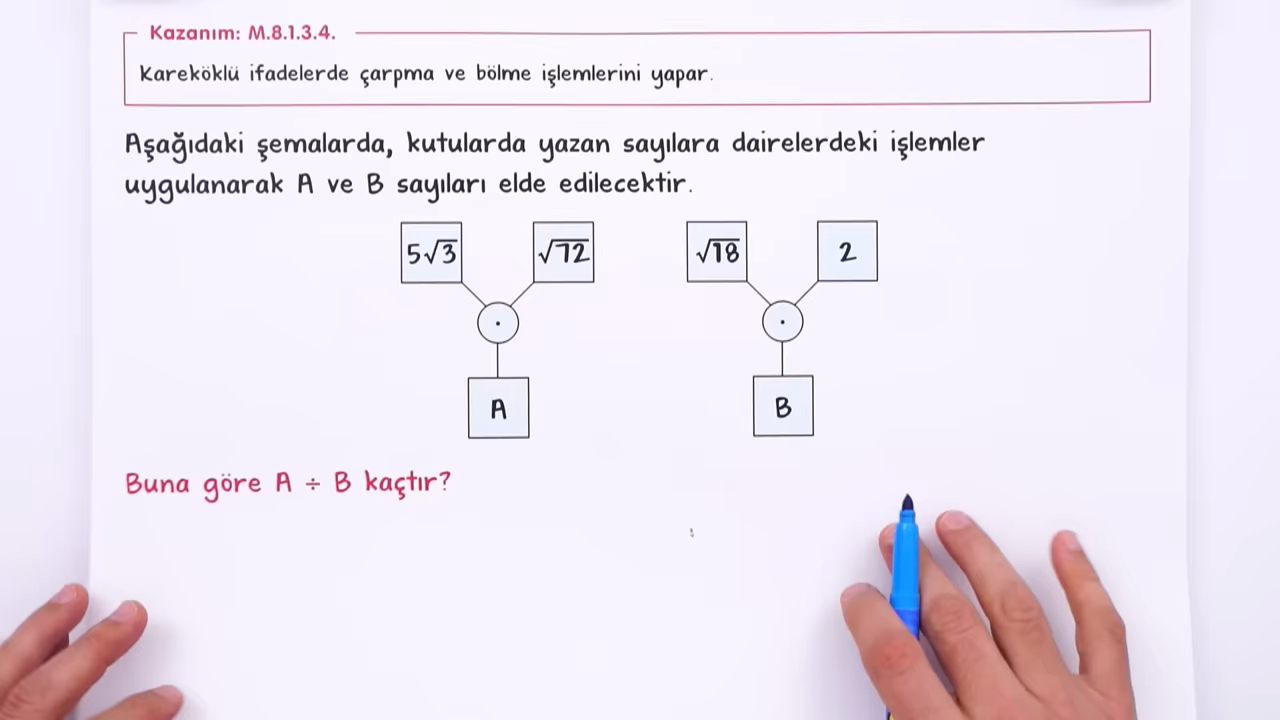 Kazanım: M.8.1.3.4.
Kareköklü ifadelerde çarpma ve bölme işlemlerini yapar.
Aşağıdaki şemalarda, kutularda yazan sayılara dairelerdeki işlemler
uygulanarak A ve B sayıları elde edilecektir.
5√3 √72 √18 2
· ·
A B
Buna göre A ÷ B kaçtır?